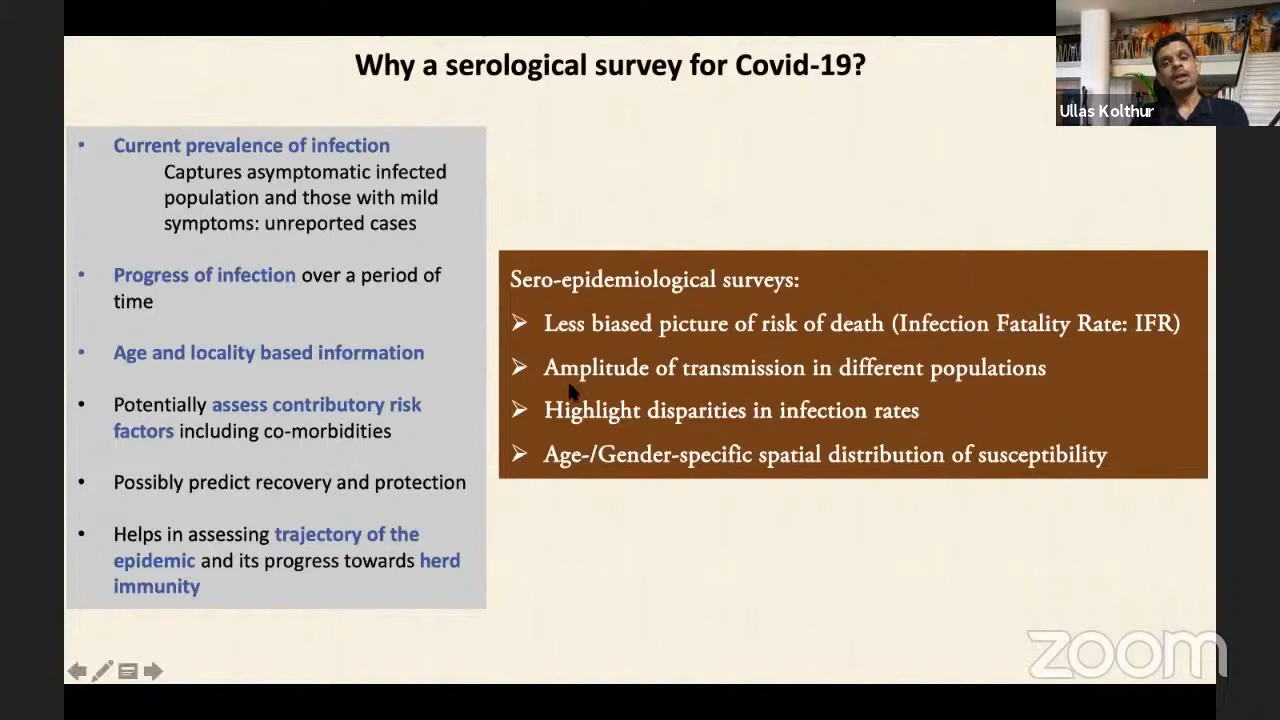 Why a serological survey for Covid-19?
Ullas Kolthur
• Current prevalence of infection
Captures asymptomatic infected
population and those with mild
symptoms: unreported cases
• Progress of infection over a period of
time
• Age and locality based information
• Potentially assess contributory risk
factors including co-morbidities
• Possibly predict recovery and protection
• Helps in assessing trajectory of the
epidemic and its progress towards herd
immunity
Sero-epidemiological surveys:
➢ Less biased picture of risk of death (Infection Fatality Rate: IFR)
➢ Amplitude of transmission in different populations
➢ Highlight disparities in infection rates
➢ Age-/Gender-specific spatial distribution of susceptibility
zoom